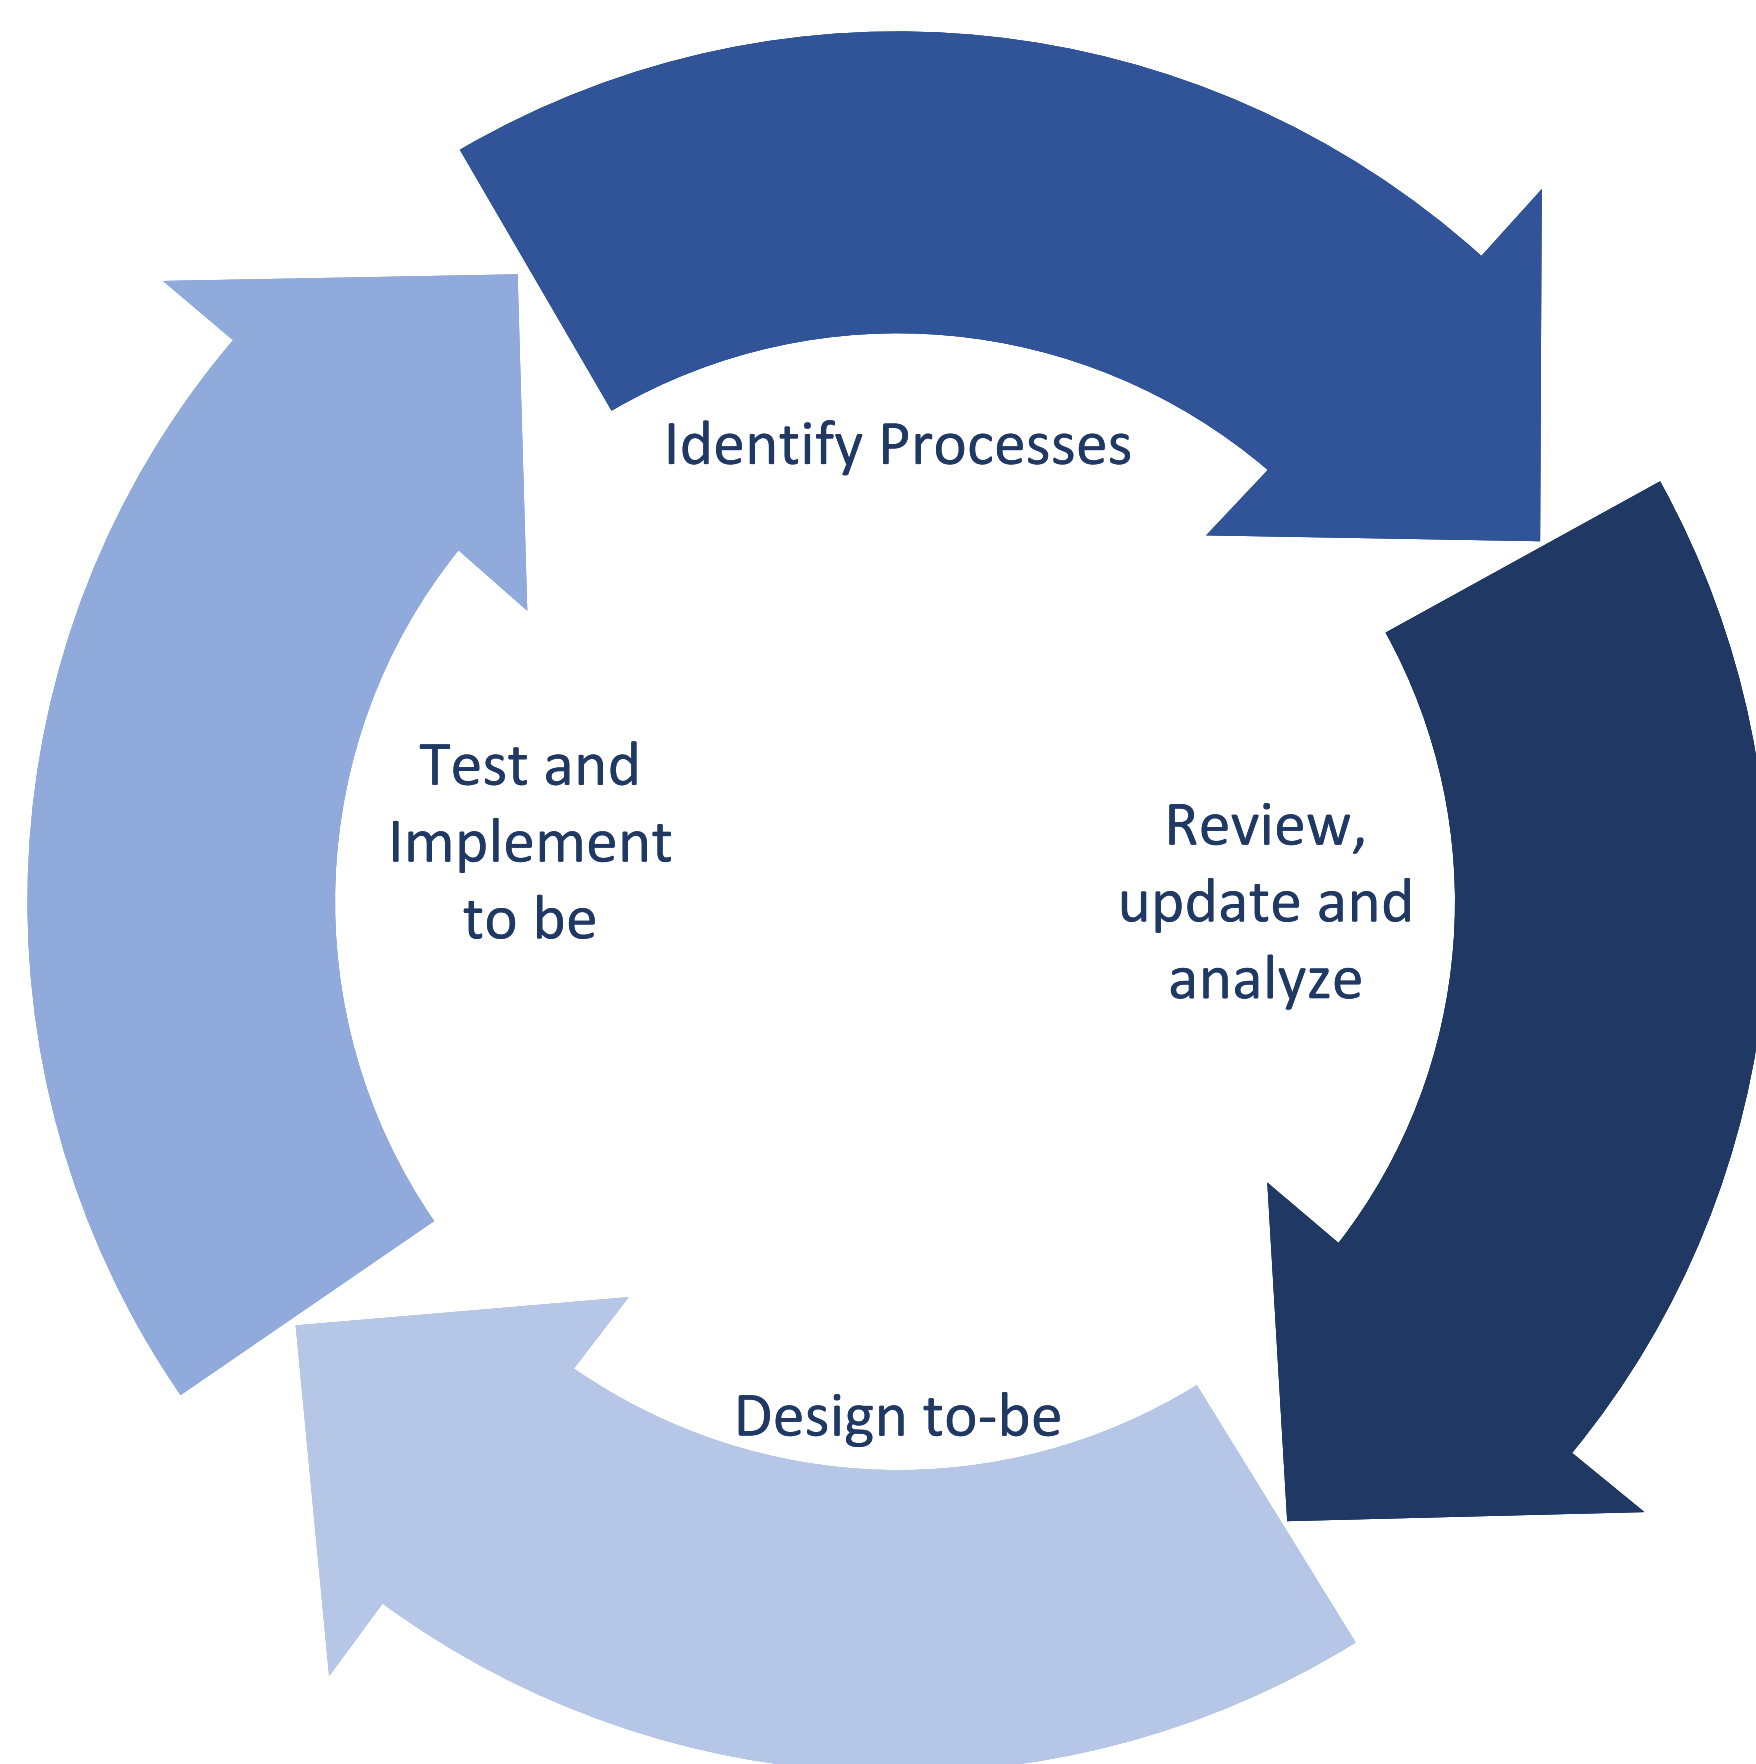 Identify Processes
Review,
update and
analyze
Design to-be
Test and
Implement
to be